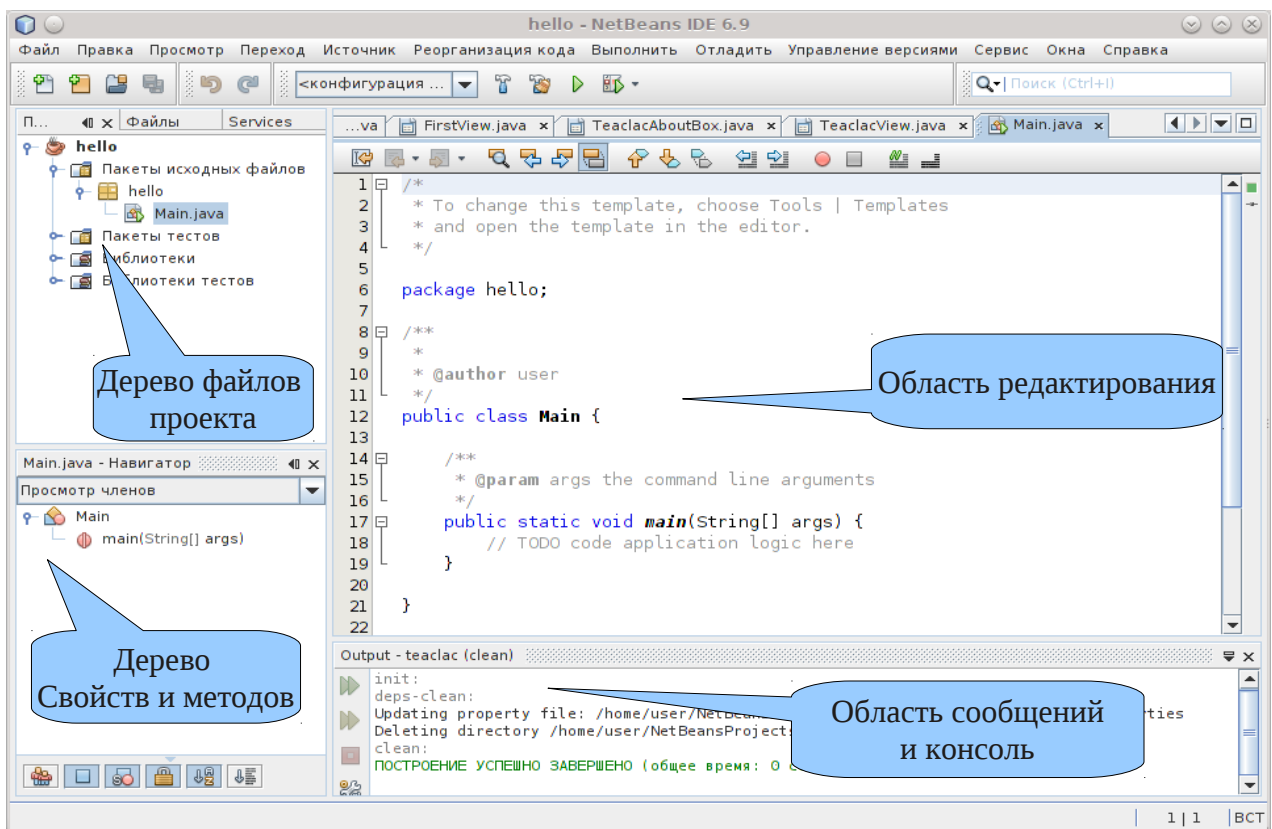 hello - NetBeans IDE 6.9
Файл Правка Просмотр Переход Источник Реорганизация кода Выполнить Отладить Управление версиями Сервис Окна Справка
<конфигурация ...
Поиск (Ctrl+I)
П... Файлы Services
hello
Пакеты исходных файлов
hello
Main.java
Пакеты тестов
Библиотеки
Библиотеки тестов
Дерево файлов
проекта
Main.java - Навигатор
Просмотр членов
Main
main(String[] args)
Дерево
Свойств и методов
...va FirstView.java TeaclacAboutBox.java TeaclacView.java Main.java
1 /*
2 * To change this template, choose Tools | Templates
3 * and open the template in the editor.
4 */
5
6 package hello;
7
8 /**
9 *
10 * @author user
11 */
12 public class Main {
13
14 /**
15 * @param args the command line arguments
16 */
17 public static void main(String[] args) {
18 // TODO code application logic here
19 }
20
21 }
22
Область редактирования
Output - teaclac (clean)
init:
deps-clean:
Updating property file: /home/user/NetBeans
Deleting directory /home/user/NetBeansProjects
clean:
ПОСТРОЕНИЕ УСПЕШНО ЗАВЕРШЕНО (общее время: 0
Область сообщений
и консоль
1 | 1 ВСТ